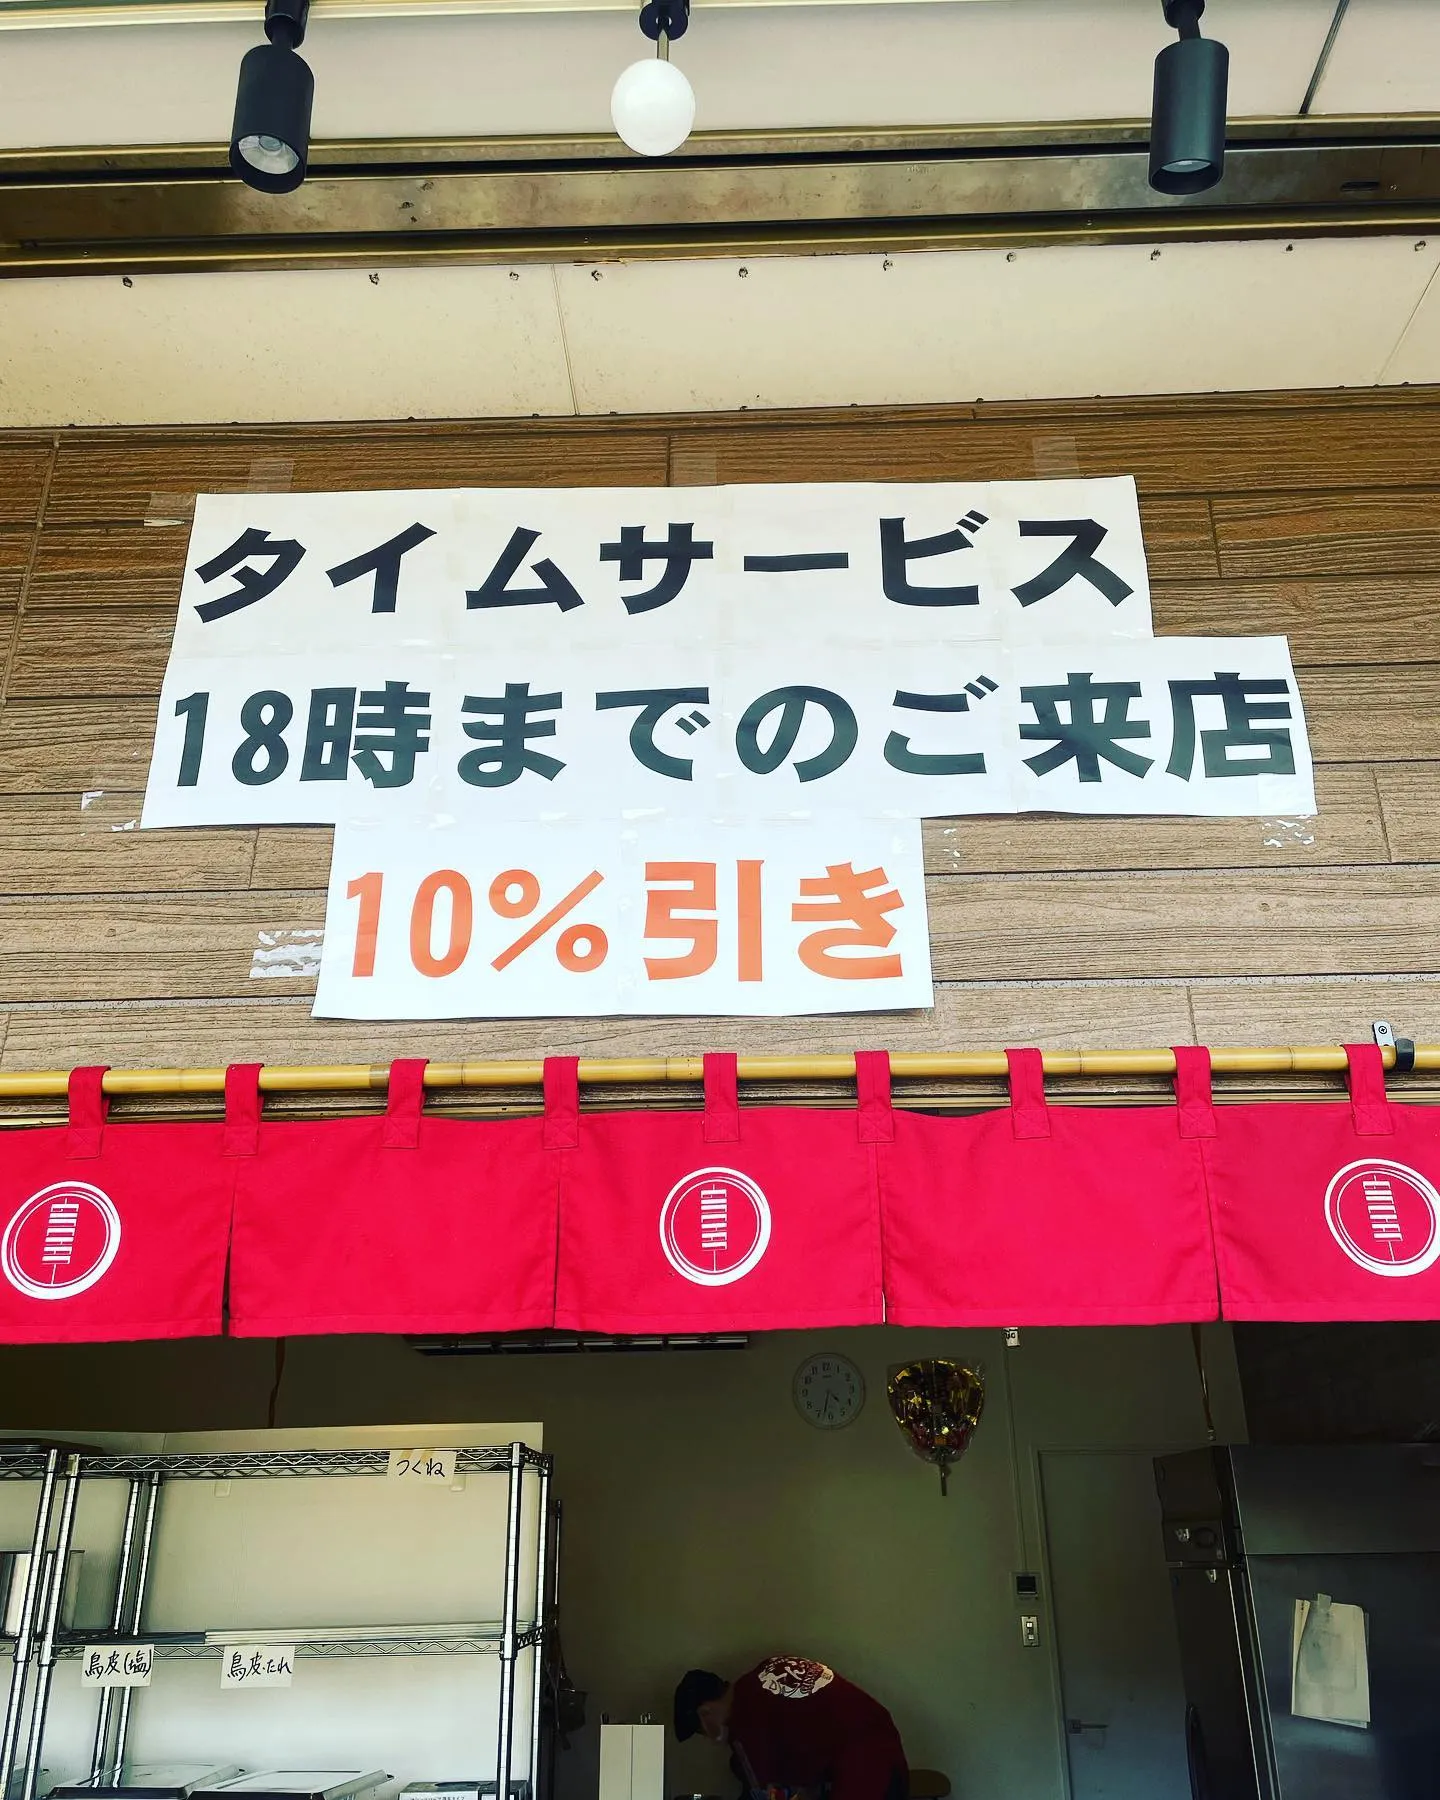 タイムサービス
18時までのご来店
10%引き
つくね
鳥皮(塩)
鳥皮・たれ